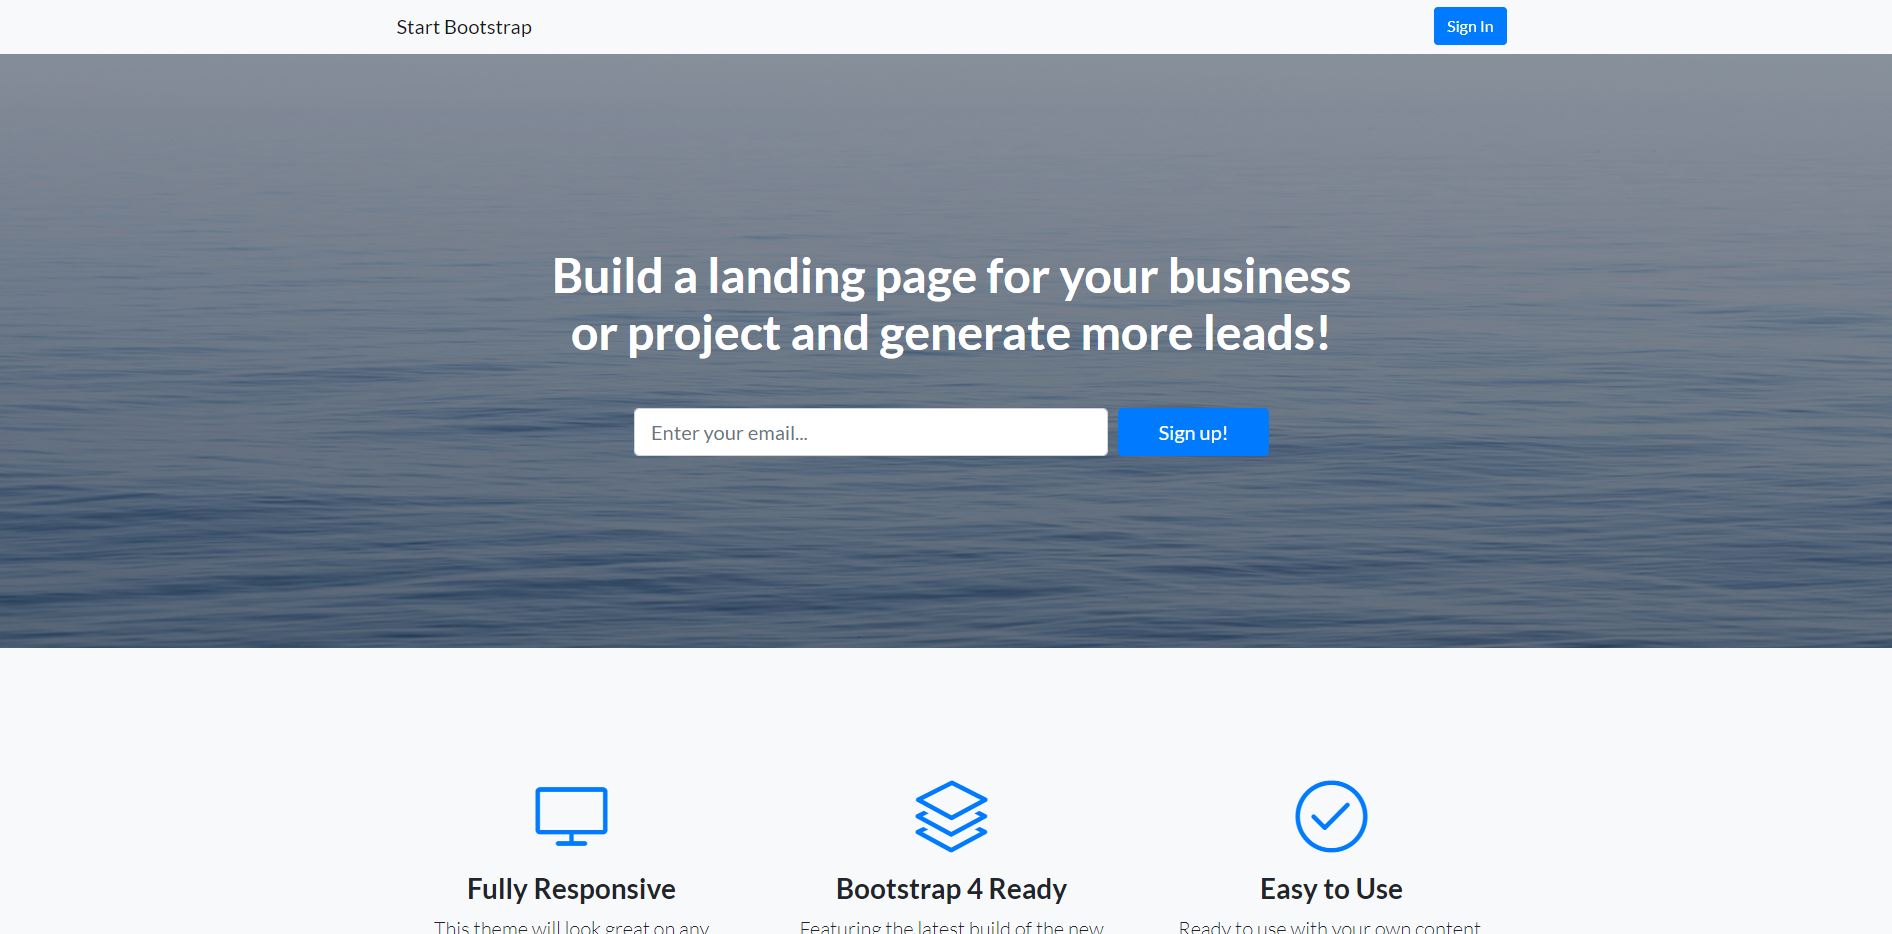 Start Bootstrap
Sign In
Build a landing page for your business
or project and generate more leads!
Enter your email...
Sign up!
Fully Responsive
Bootstrap 4 Ready
Easy to Use
This theme will look great on any
Featuring the latest build of the new
Ready to use with your own content,